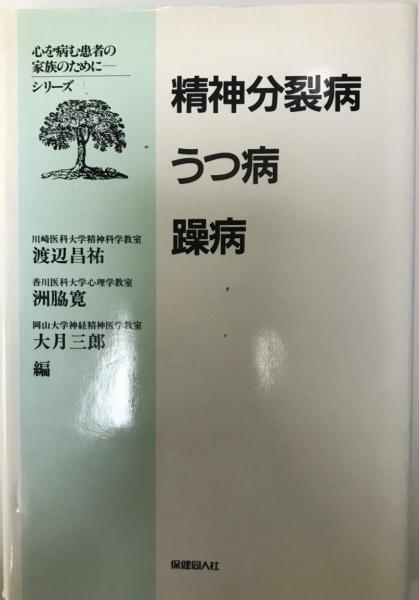 心を病む患者の
家族のために—
シリーズ
精神分裂病
うつ病
躁病
川崎医科大学精神科学教室
渡辺昌祐
香川医科大学心理学教室
洲脇寛
岡山大学神経精神医学教室
大月三郎
編
保健同人社